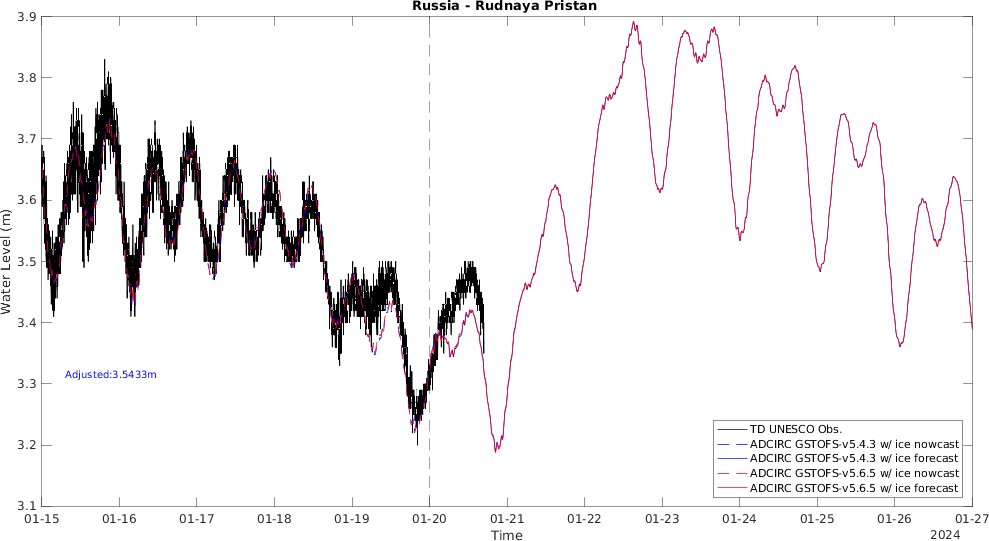 Russia - Rudnaya Pristan
3.9
3.8
3.7
3.6
3.5
3.4
3.3
3.2
3.1
Water Level (m)
Adjusted:3.5433m
TD UNESCO Obs.
ADCIRC GSTOFS-v5.4.3 w/ ice nowcast
ADCIRC GSTOFS-v5.4.3 w/ ice forecast
ADCIRC GSTOFS-v5.6.5 w/ ice nowcast
ADCIRC GSTOFS-v5.6.5 w/ ice forecast
01-15 01-16 01-17 01-18 01-19 01-20 01-21 01-22 01-23 01-24 01-25 01-26 01-27
Time
2024